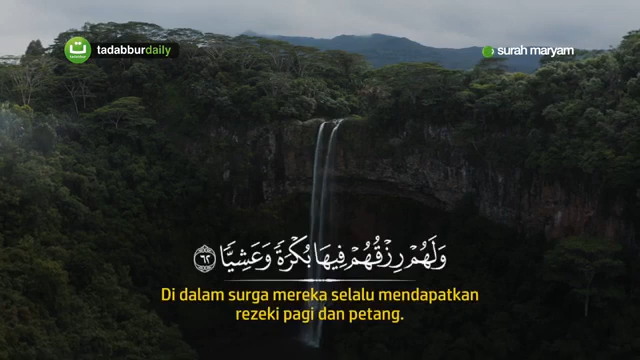 tadabburdaily
surah maryam
وَلَهُمْ رِزْقُهُمْ فِيهَا بُكْرَةً وَعَشِيًّا ٦٢
Di dalam surga mereka selalu mendapatkan
rezeki pagi dan petang.